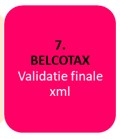 7.
BELCOTAX
Validatie finale
xml